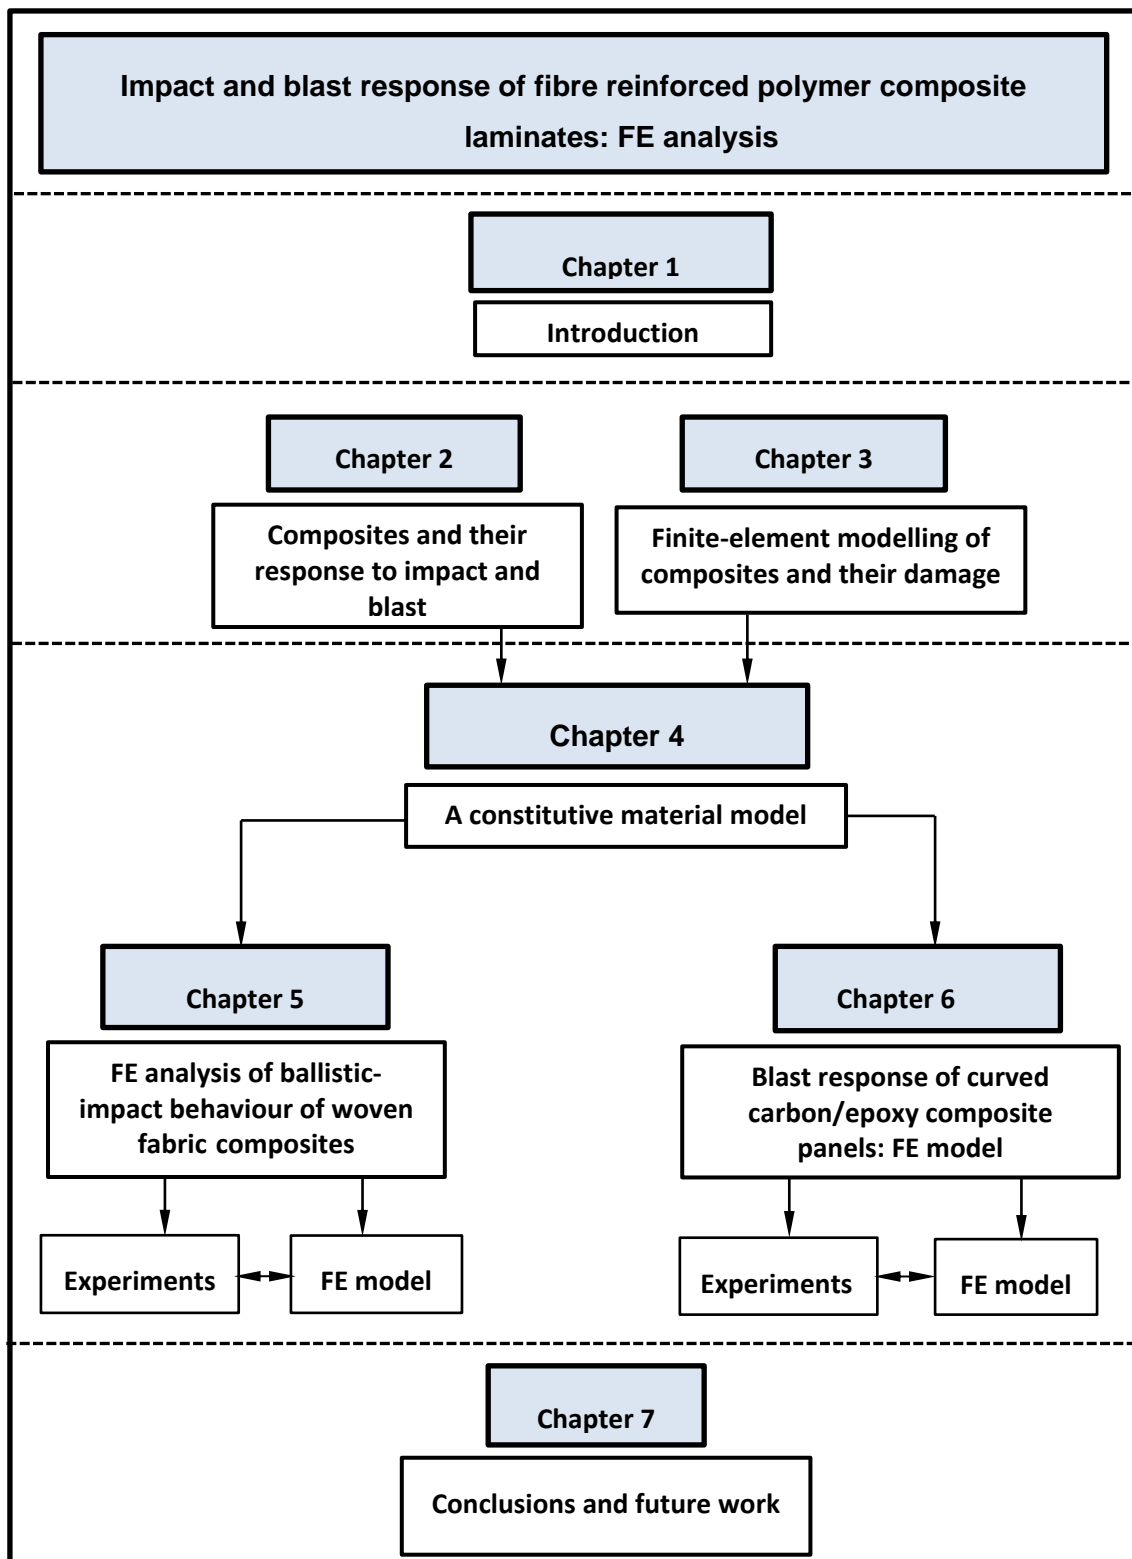 Impact and blast response of fibre reinforced polymer composite
laminates: FE analysis
Chapter 1
Introduction
Chapter 2
Composites and their
response to impact and
blast
Chapter 3
Finite-element modelling of
composites and their damage
Chapter 4
A constitutive material model
Chapter 5
FE analysis of ballistic-
impact behaviour of woven
fabric composites
Experiments
FE model
Chapter 6
Blast response of curved
carbon/epoxy composite
panels: FE model
Experiments
FE model
Chapter 7
Conclusions and future work